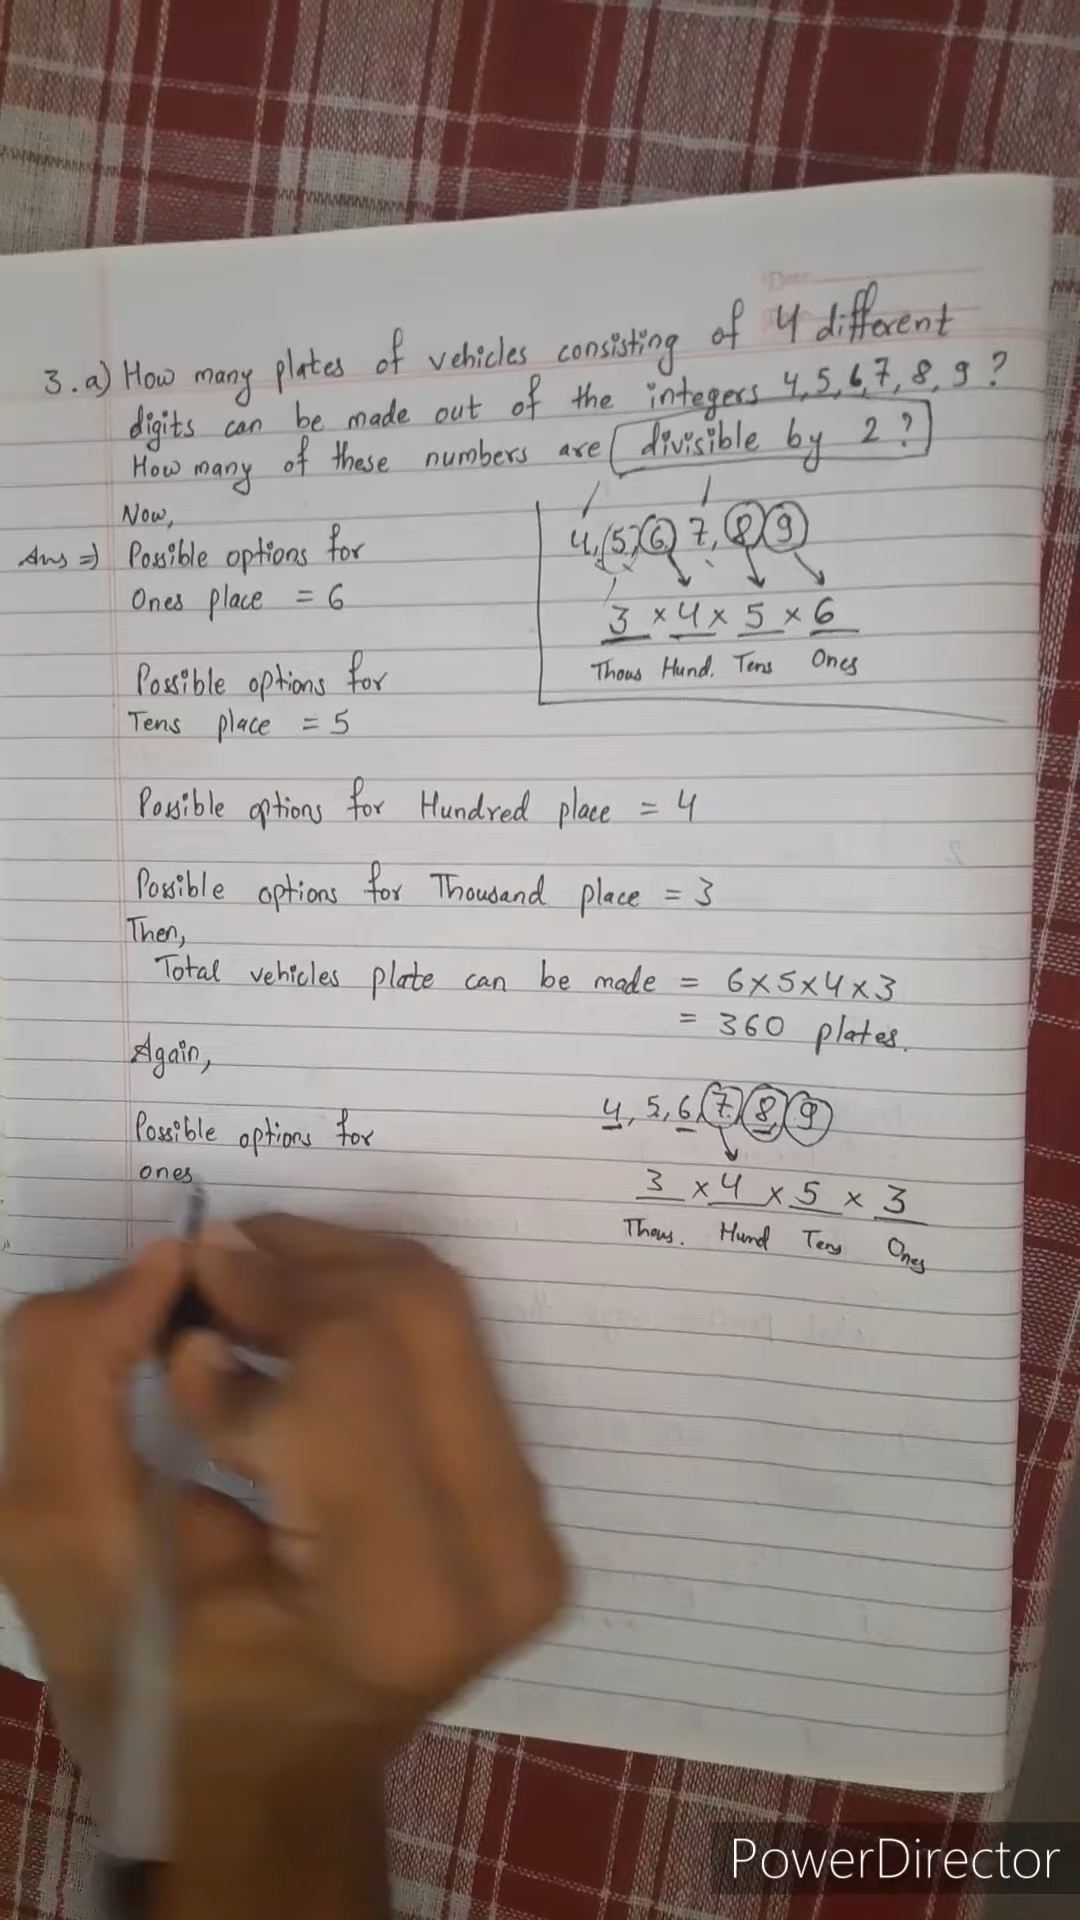 3.a) How many plates of vehicles consisting of 4 different
digits can be made out of the integers 4,5,6,7,8,9?
How many of these numbers are divisible by 2?
Now,
Ans ⇒ Possible options for
Ones place = 6
4,5,6 7,8 9
3 × 4 × 5 × 6
Thous Hund. Tens Ones
Possible options for
Tens place = 5
Possible options for Hundred place = 4
Possible options for Thousand place = 3
Then,
Total vehicles plate can be made = 6×5×4×3
= 360 plates.
Again,
Possible options for
ones
4, 5, 6, 7, 8, 9
3 × 4 × 5 × 3
Thous. Hund Tens Ones
PowerDirector